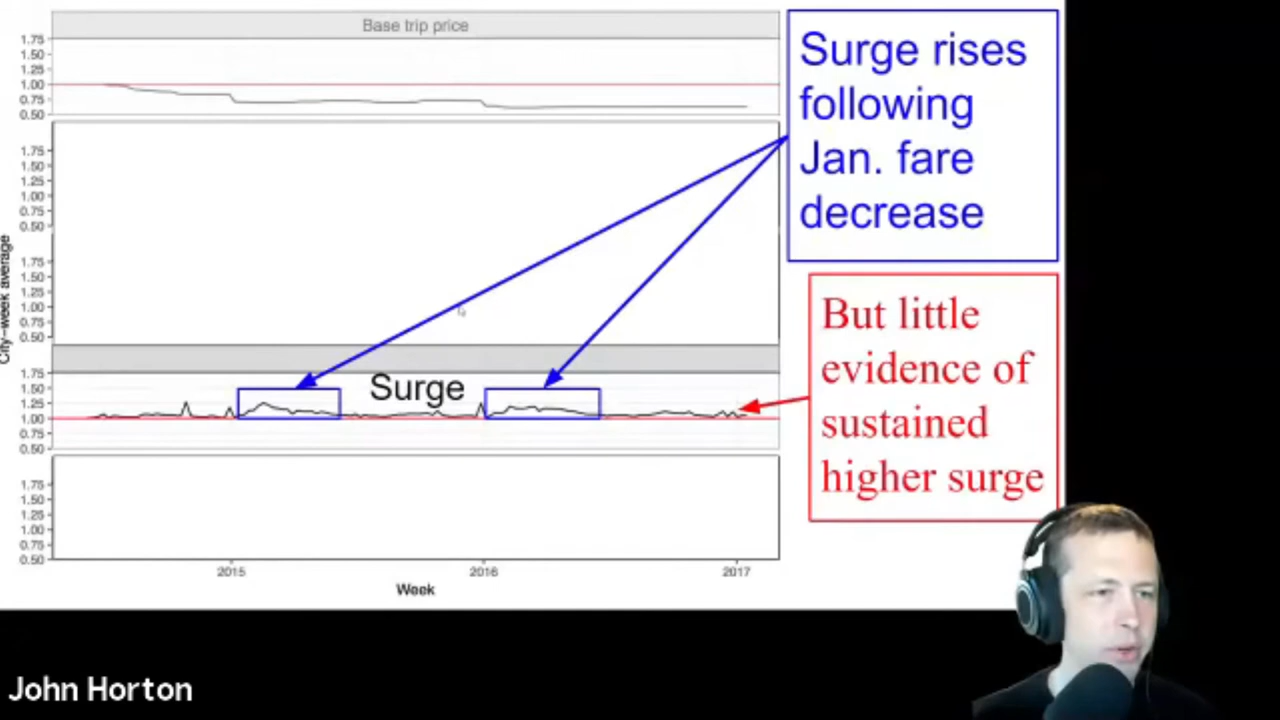 Base trip price
1.75
1.50
1.25
1.00
0.75
0.50
1.75
1.50
1.25
1.00
0.75
0.50
1.75
1.50
1.25
1.00
0.75
0.50
1.75
1.50
1.25
1.00
0.75
0.50
1.75
1.50
1.25
1.00
0.75
0.50
City-week average
Surge
2015
2016
2017
Week
Surge rises
following
Jan. fare
decrease
But little
evidence of
sustained
higher surge
John Horton